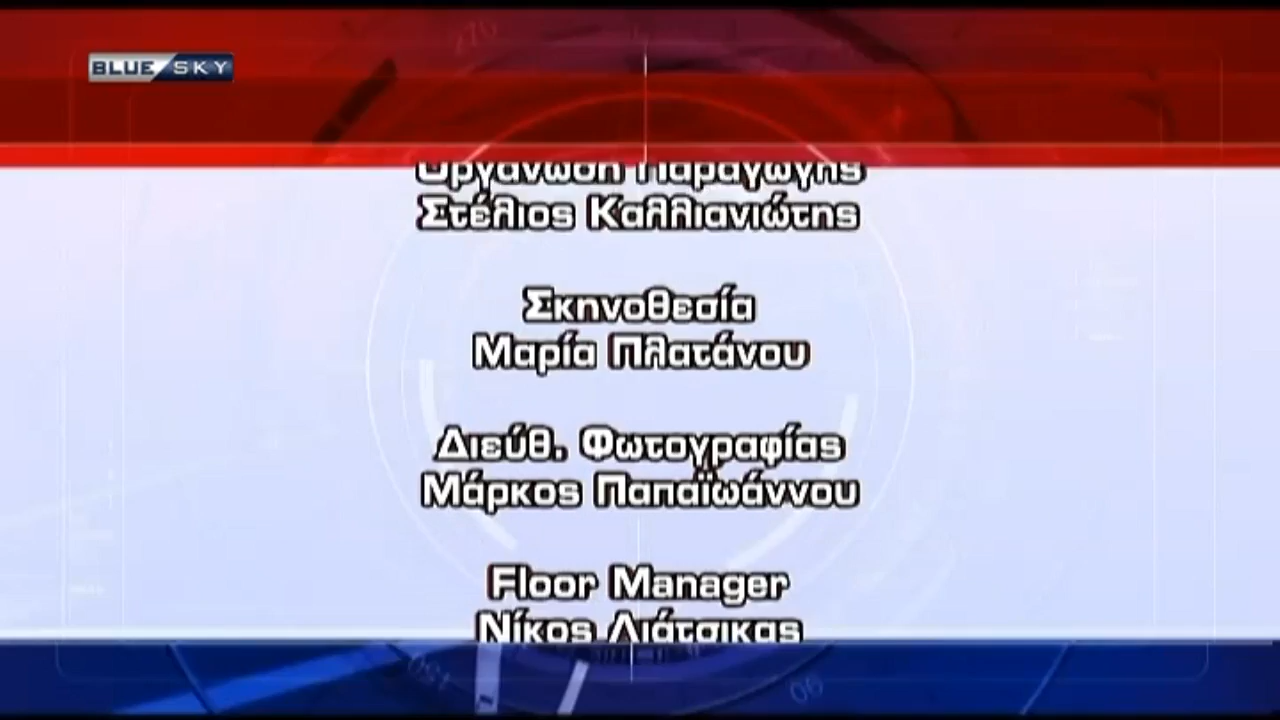 BLUE SKY
Οργάνωση Παραγωγής
Στέλιος Καλλιανιώτης
Σκηνοθεσία
Μαρία Πλατάνου
Διεύθ. Φωτογραφίας
Μάρκος Παπαϊωάννου
Floor Manager
Νίκος Λιάτσικας